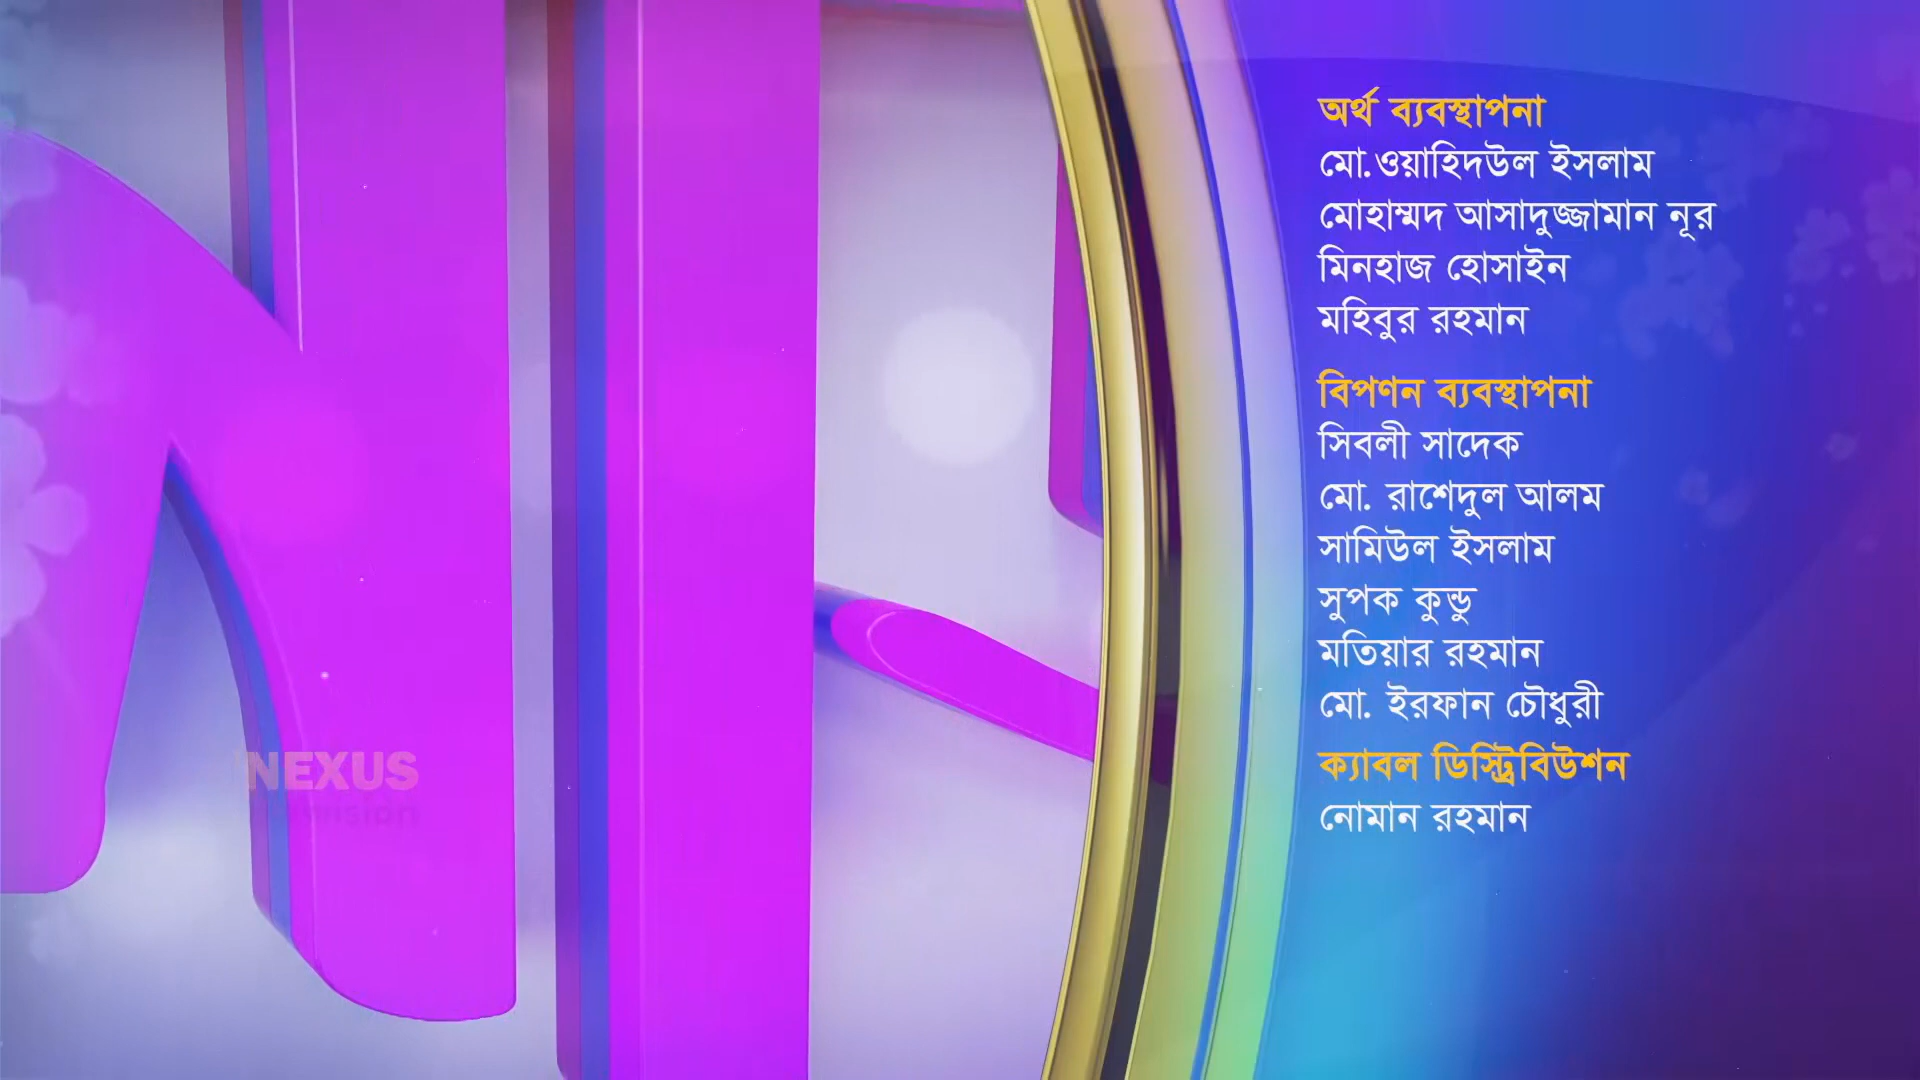 অর্থ ব্যবস্থাপনা
মো.ওয়াহিদউল ইসলাম
মোহাম্মদ আসাদুজ্জামান নূর
মিনহাজ হোসাইন
মহিবুর রহমান
বিপণন ব্যবস্থাপনা
সিবলী সাদেক
মো. রাশেদুল আলম
সামিউল ইসলাম
সুপক কুন্ডু
মতিয়ার রহমান
মো. ইরফান চৌধুরী
ক্যাবল ডিস্ট্রিবিউশন
নোমান রহমান
NEXUS